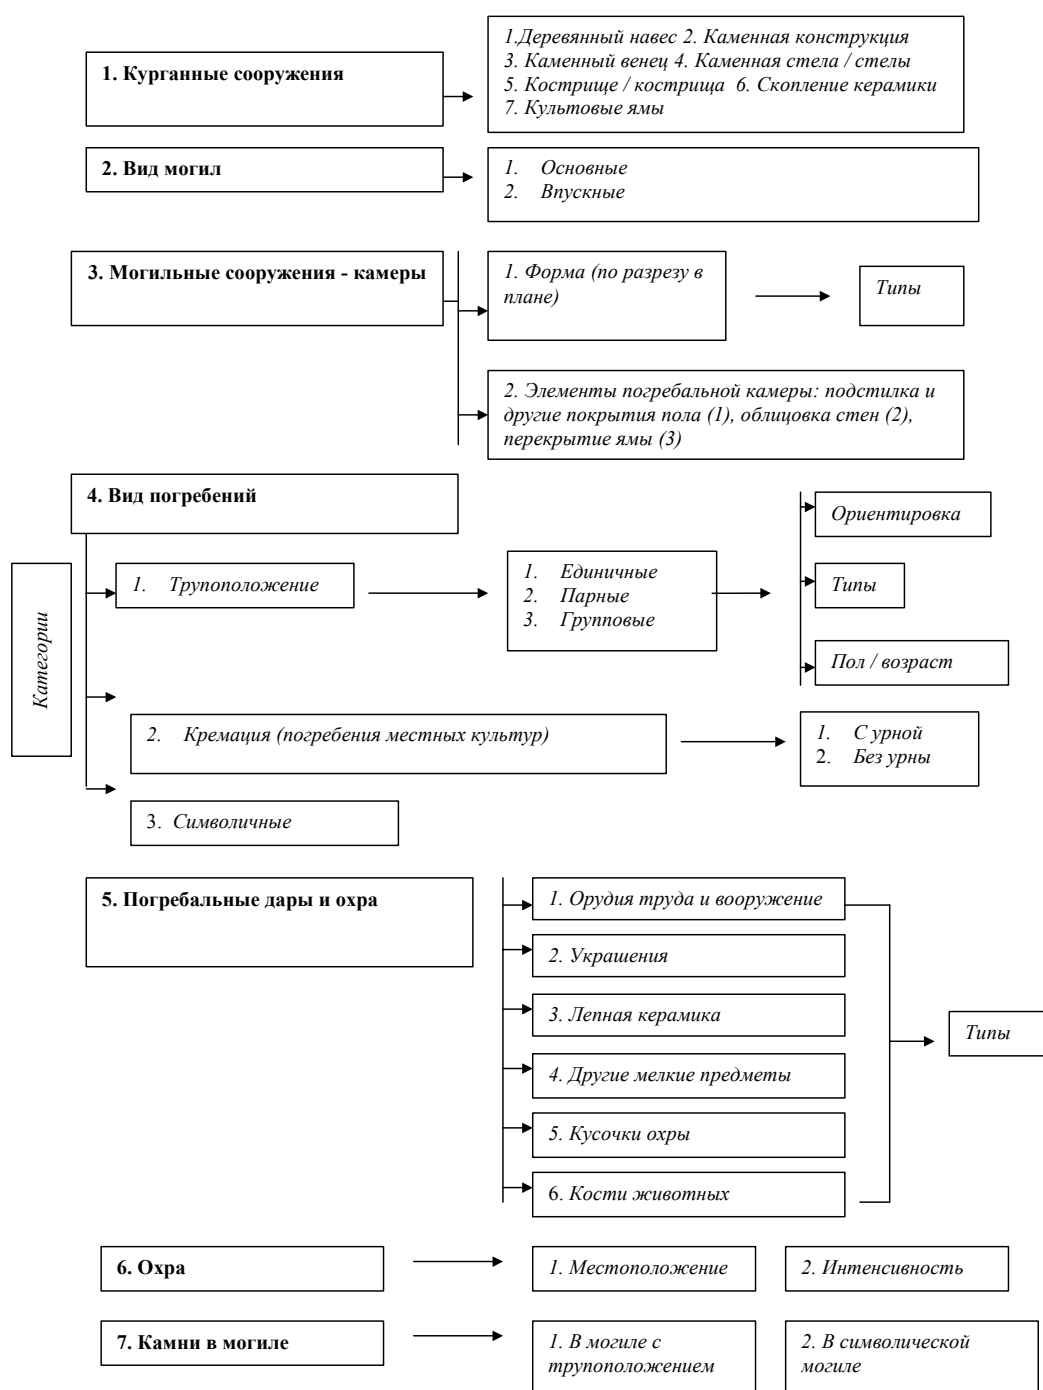 1. Курганные сооружения
1.Деревянный навес 2. Каменная конструкция
3. Каменный венец 4. Каменная стела / стелы
5. Кострище / кострища 6. Скопление керамики
7. Культовые ямы
2. Вид могил
1. Основные
2. Впускные
3. Могильные сооружения - камеры
1. Форма (по разрезу в
плане)
Типы
2. Элементы погребальной камеры: подстилка и
другие покрытия пола (1), облицовка стен (2),
перекрытие ямы (3)
Категории
4. Вид погребений
1. Трупоположение
1. Единичные
2. Парные
3. Групповые
Ориентировка
Типы
Пол / возраст
2. Кремация (погребения местных культур)
1. С урной
2. Без урны
3. Символичные
5. Погребальные дары и охра
1. Орудия труда и вооружение
2. Украшения
3. Лепная керамика
4. Другие мелкие предметы
5. Кусочки охры
6. Кости животных
Типы
6. Охра
1. Местоположение
2. Интенсивность
7. Камни в могиле
1. В могиле с
трупоположением
2. В символической
могиле